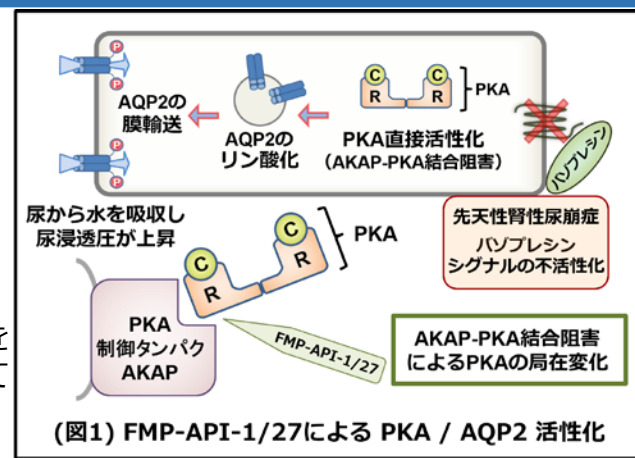 P
P
AQP2の
膜輸送
AQP2の
リン酸化
C
C
R
R
PKA
PKA直接活性化
(AKAP-PKA結合阻害)
バゾプレシン
P
P
尿から水を吸収し
尿浸透圧が上昇
先天性腎性尿崩症
バゾプレシン
シグナルの不活性化
C
C
R
R
PKA
PKA
制御タンパク
AKAP
FMP-API-1/27
AKAP-PKA結合阻害
によるPKAの局在変化
を
(図1) FMP-API-1/27による PKA / AQP2 活性化